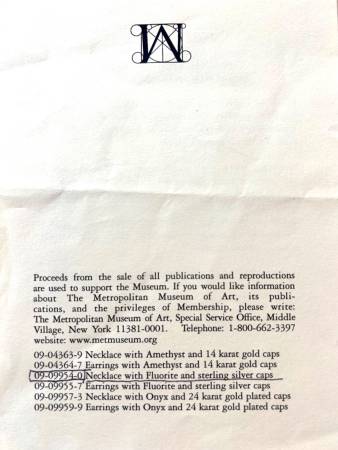 M
Proceeds from the sale of all publications and reproductions
are used to support the Museum. If you would like information
about The Metropolitan Museum of Art, its publi-
cations, and the privileges of Membership, please write:
The Metropolitan Museum of Art, Special Service Office, Middle
Village, New York 11381-0001. Telephone: 1-800-662-3397
website: www.metmuseum.org
09-04363-9 Necklace with Amethyst and 14 karat gold caps
09-04364-7 Earrings with Amethyst and 14 karat gold caps
09-09954-0 Necklace with Fluorite and sterling silver caps
09-09955-7 Earrings with Fluorite and sterling silver caps
09-09957-3 Necklace with Onyx and 24 karat gold plated caps
09-09959-9 Earrings with Onyx and 24 karat gold plated caps